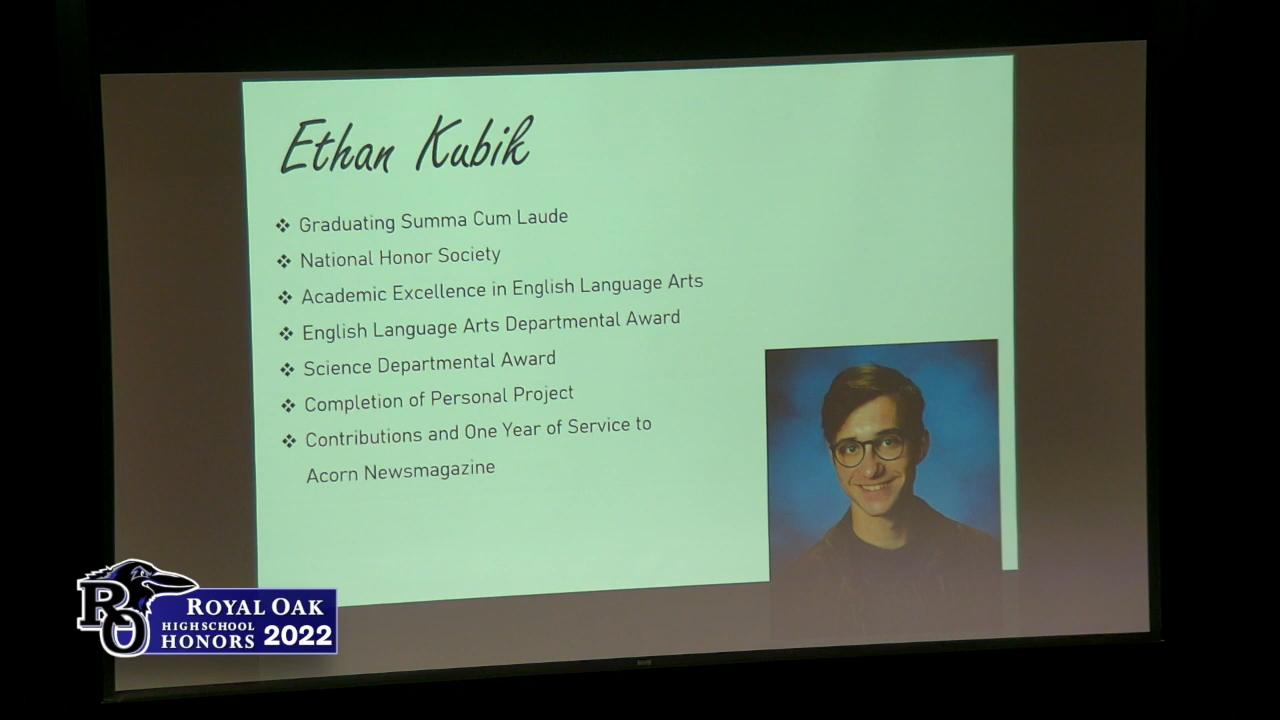 Ethan Kubik
❖ Graduating Summa Cum Laude
❖ National Honor Society
❖ Academic Excellence in English Language Arts
❖ English Language Arts Departmental Award
❖ Science Departmental Award
❖ Completion of Personal Project
❖ Contributions and One Year of Service to
Acorn Newsmagazine
RO
ROYAL OAK
HIGH SCHOOL
HONORS 2022